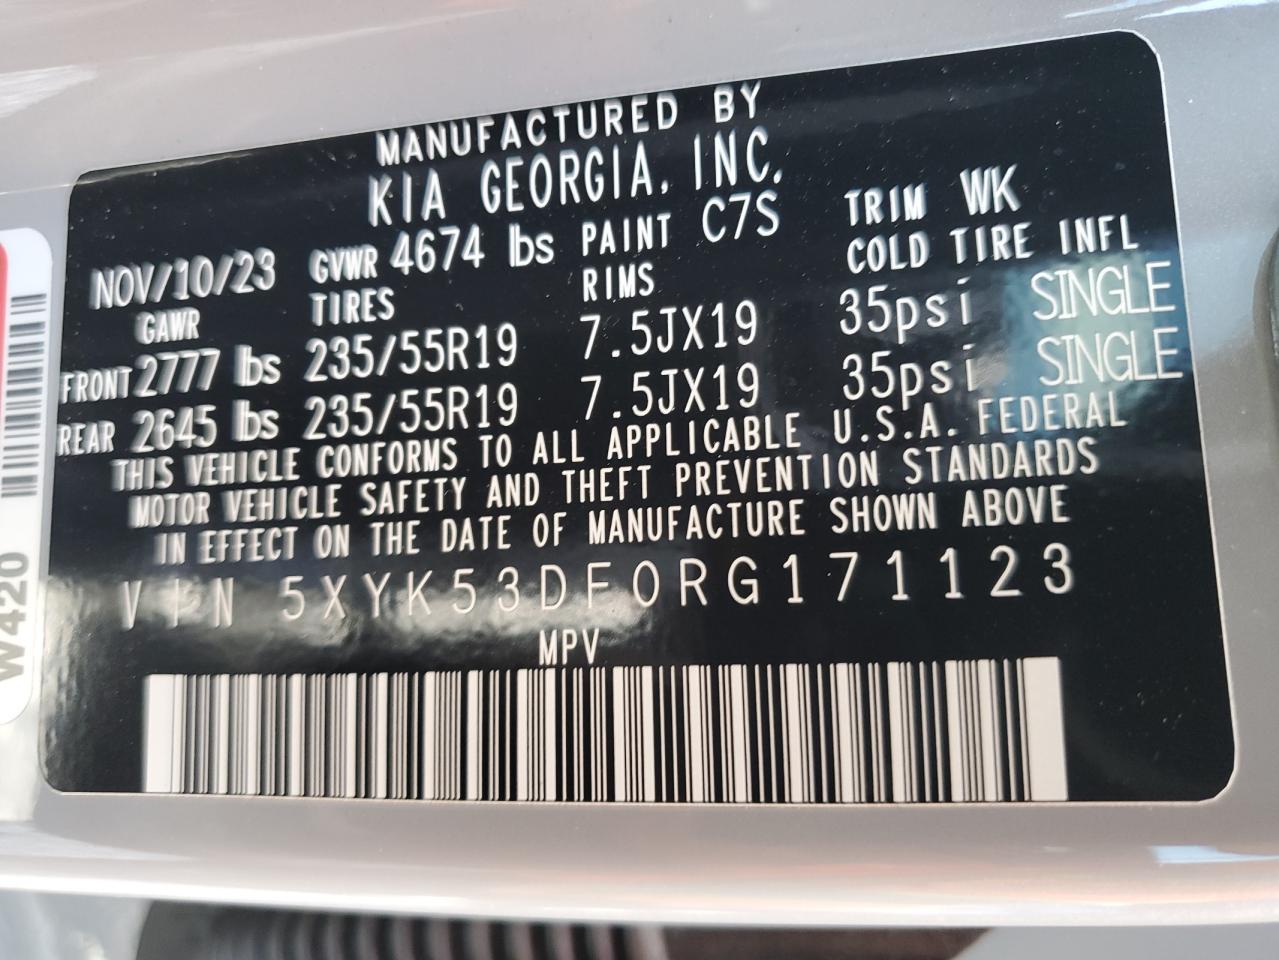 MANUFACTURED BY
KIA GEORGIA, INC.
NOV/10/23 GVWR 4674 lbs PAINT C7S TRIM WK
GAWR TIRES RIMS COLD TIRE INFL
FRONT 2777 lbs 235/55R19 7.5JX19 35psi SINGLE
REAR 2645 lbs 235/55R19 7.5JX19 35psi SINGLE
THIS VEHICLE CONFORMS TO ALL APPLICABLE U.S.A. FEDERAL
MOTOR VEHICLE SAFETY AND THEFT PREVENTION STANDARDS
IN EFFECT ON THE DATE OF MANUFACTURE SHOWN ABOVE
VIN 5XYK53DF0RG171123
MPV
W420